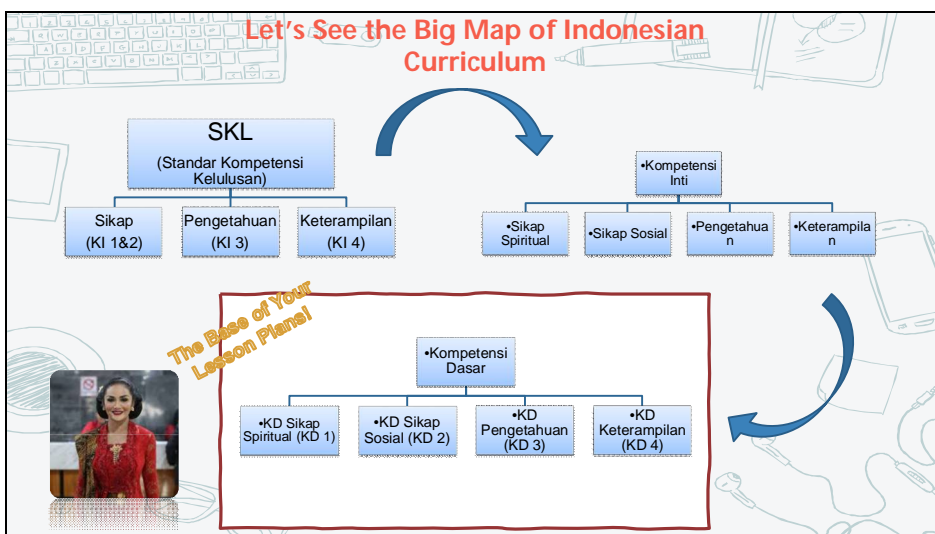 Let's See the Big Map of Indonesian
Curriculum
SKL
(Standar Kompetensi
Kelulusan)
Sikap
(KI 1&2)
Pengetahuan
(KI 3)
Keterampilan
(KI 4)
•Kompetensi
Inti
•Sikap
Spiritual
•Sikap Sosial
•Pengetahua
n
•Keterampila
n
The Base of Your
Lesson Plans!
•Kompetensi
Dasar
•KD Sikap
Spiritual (KD 1)
•KD Sikap
Sosial (KD 2)
•KD
Pengetahuan
(KD 3)
•KD
Keterampilan
(KD 4)